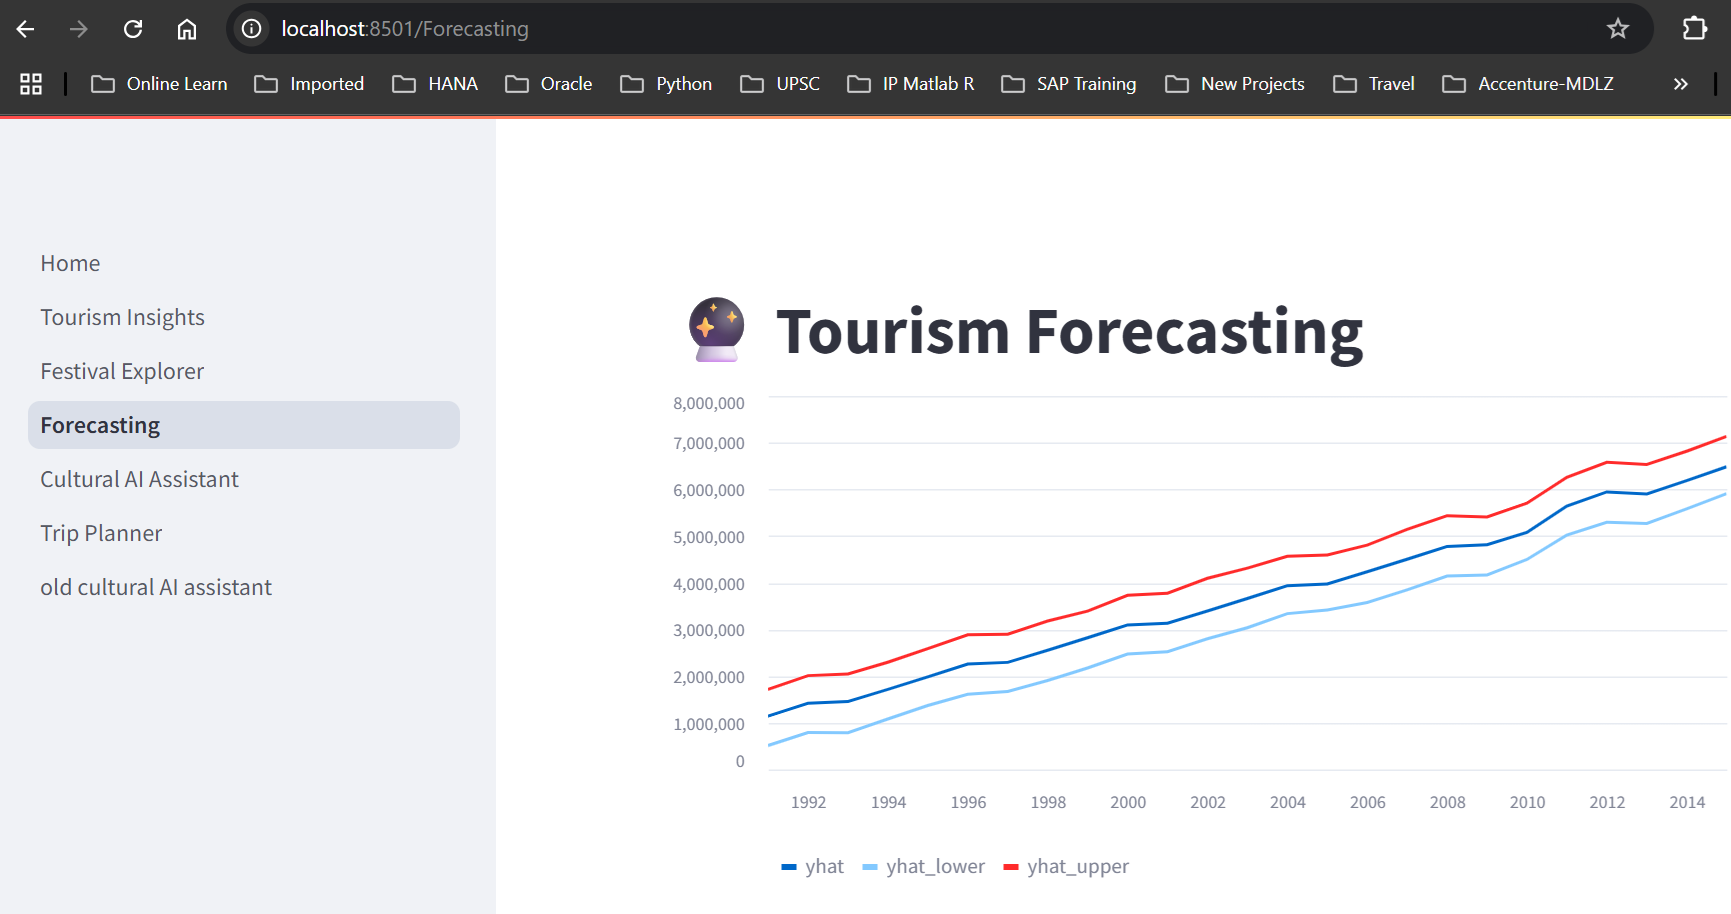 localhost:8501/Forecasting
Online Learn Imported HANA Oracle Python UPSC IP Matlab R SAP Training New Projects Travel Accenture-MDLZ
Home
Tourism Insights
Festival Explorer
Forecasting
Cultural AI Assistant
Trip Planner
old cultural AI assistant
Tourism Forecasting
8,000,000
7,000,000
6,000,000
5,000,000
4,000,000
3,000,000
2,000,000
1,000,000
0
1992 1994 1996 1998 2000 2002 2004 2006 2008 2010 2012 2014
yhat yhat_lower yhat_upper